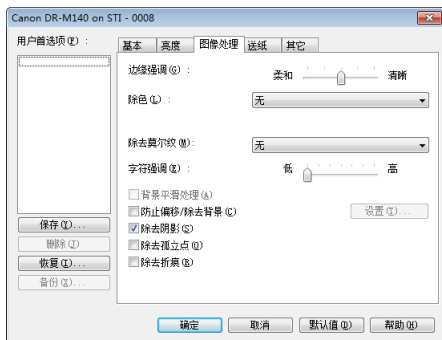 Canon DR-M140 on STI - 0008
用户首选项(P) :
基本 亮度 图像处理 送纸 其它
边缘强调(G) : 柔和 清晰
除色(L) : 无
除去莫尔纹(M): 无
字符强调(E) : 低 高
背景平滑处理(A)
防止偏移/除去背景(C) 设置(T)...
除去阴影(S)
除去孤立点(O)
除去折痕(R)
保存(V)...
删除(J)
恢复(I)...
备份(X)...
确定 取消 默认值(D) 帮助(H)